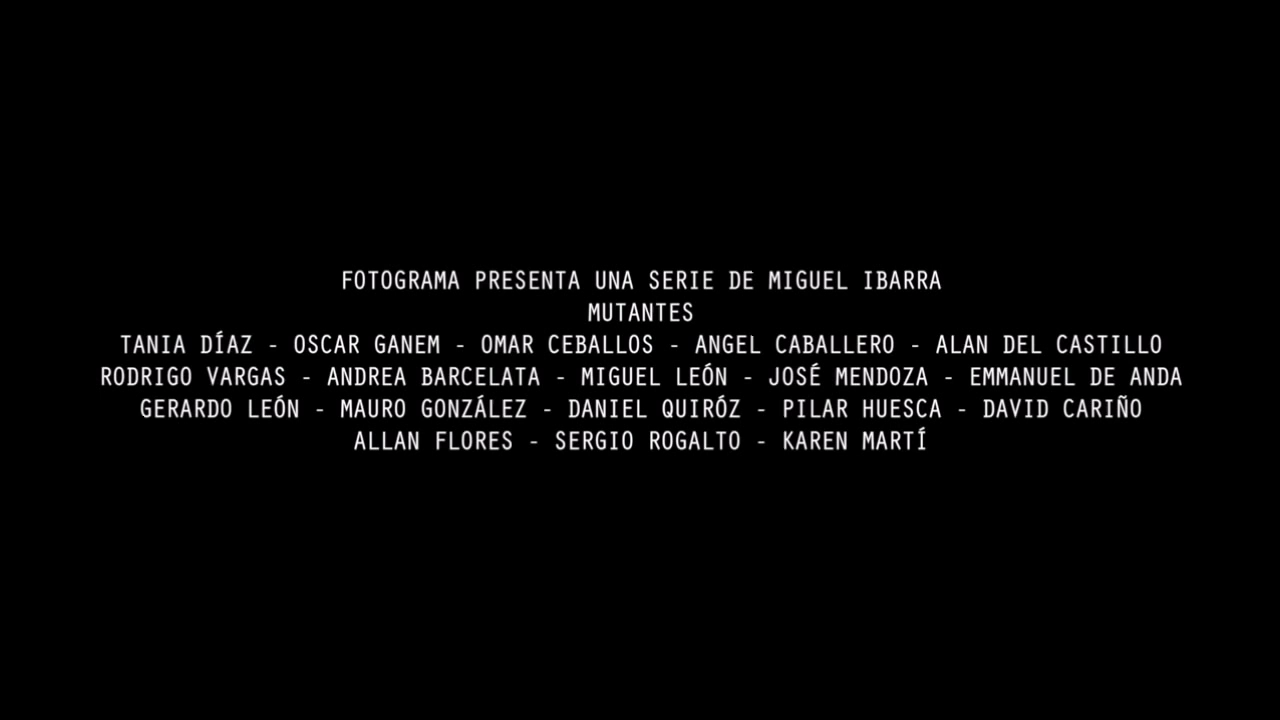 FOTOGRAMA PRESENTA UNA SERIE DE MIGUEL IBARRA
MUTANTES
TANIA DÍAZ - OSCAR GANEM - OMAR CEBALLOS - ANGEL CABALLERO - ALAN DEL CASTILLO
RODRIGO VARGAS - ANDREA BARCELATA - MIGUEL LEÓN - JOSÉ MENDOZA - EMMANUEL DE ANDA
GERARDO LEÓN - MAURO GONZÁLEZ - DANIEL QUIRÓZ - PILAR HUESCA - DAVID CARIÑO
ALLAN FLORES - SERGIO ROGALTO - KAREN MARTÍ